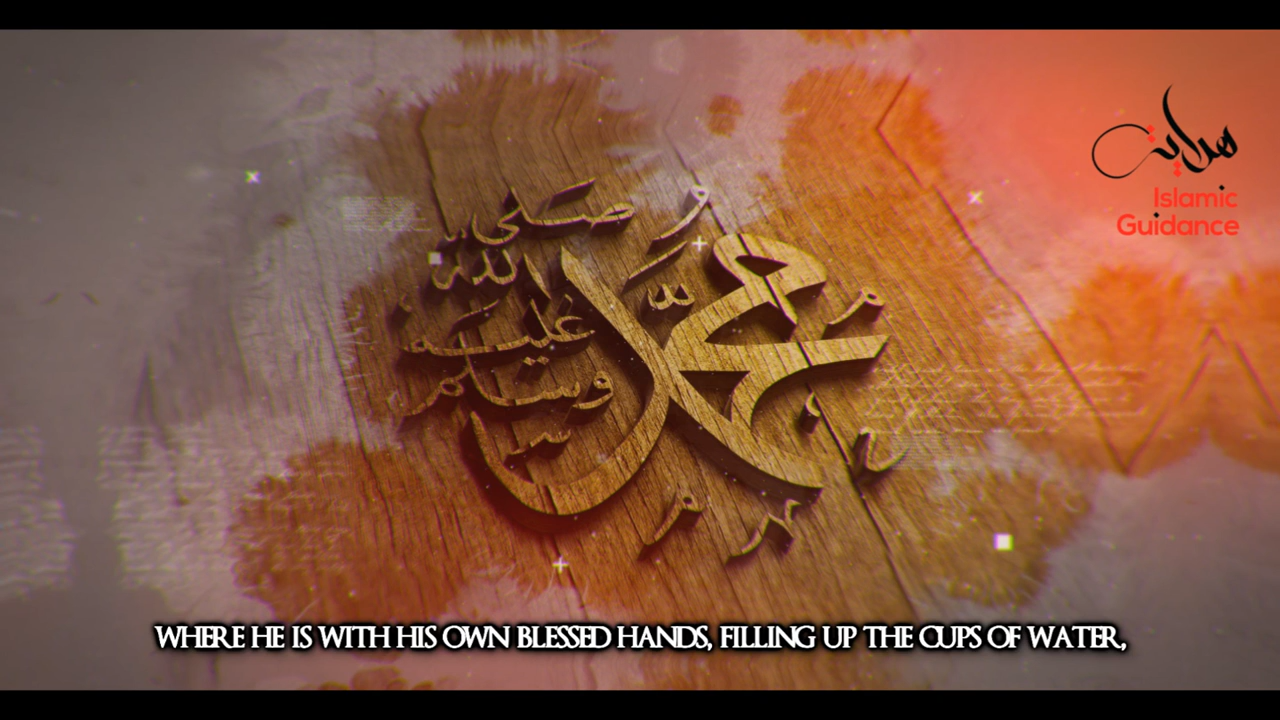 محمد
صلى
الله
عليه
وسلم
هداية
Islamic
Guidance
WHERE HE IS WITH HIS OWN BLESSED HANDS, FILLING UP THE CUPS OF WATER,